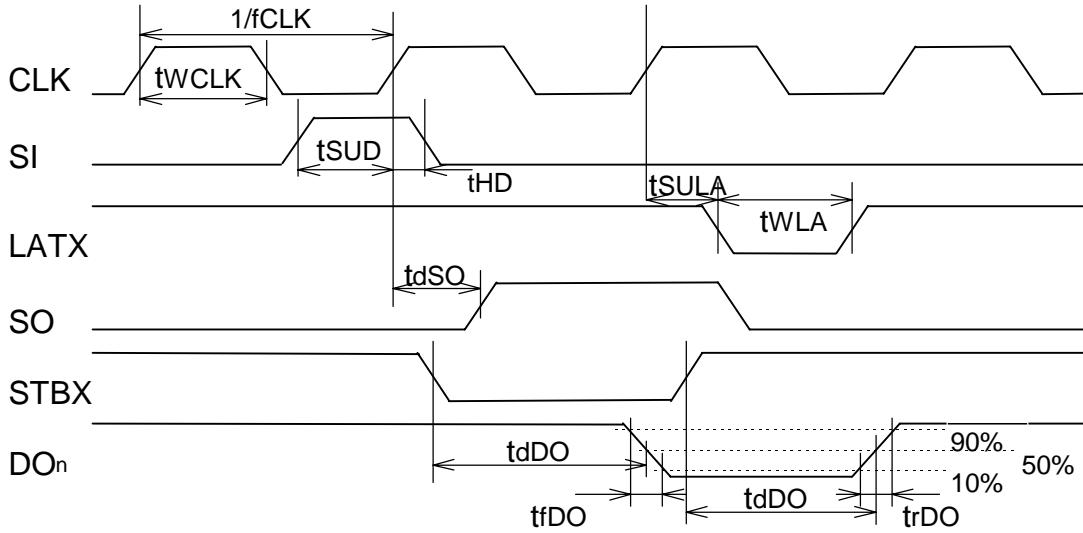 1/fCLK
CLK
tWCLK
SI
tSUD
tHD
tSULA
LATX
tWLA
tdSO
SO
STBX
DOn
tdDO
90%
50%
10%
tfDO
tdDO
trDO